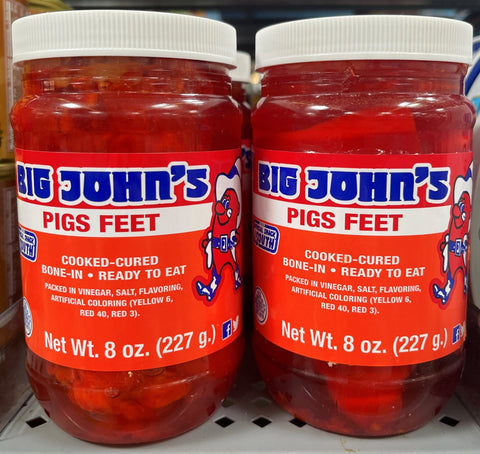 BIG JOHN'S
PIGS FEET
COOKED-CURED
BONE-IN • READY TO EAT
PACKED IN VINEGAR, SALT, FLAVORING,
ARTIFICIAL COLORING (YELLOW 6,
RED 40, RED 3).
Net Wt. 8 oz. (227 g.)
BIG JOHN'S
PIGS FEET
COOKED-CURED
BONE-IN • READY TO EAT
PACKED IN VINEGAR, SALT, FLAVORING,
ARTIFICIAL COLORING (YELLOW 6,
RED 40, RED 3).
Net Wt. 8 oz. (227 g.)